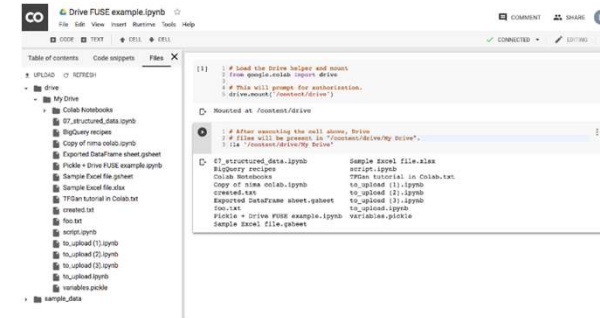 CO
Drive FUSE example.ipynb
File Edit View Insert Runtime Tools Help
COMMENT SHARE
CODE TEXT CELL CELL
CONNECTED EDITING
Table of contents Code snippets Files X
UPLOAD REFRESH
drive
My Drive
Colab Notebooks
07_structured_data.ipynb
BigQuery recipes
Copy of nima colab.ipynb
Exported DataFrame sheet.gsheet
Pickle + Drive FUSE example.ipynb
Sample Excel file.gsheet
Sample Excel file.xlsx
TFGan tutorial in Colab.txt
created.txt
foo.txt
script.ipynb
to_upload (1).ipynb
to_upload (2).ipynb
to_upload (3).ipynb
to_upload.ipynb
variables.pickle
sample_data
[1] 1 # Load the Drive helper and mount
2 from google.colab import drive
3
4 # This will prompt for authorization.
5 drive.mount('/content/drive')
Mounted at /content/drive
1 # After executing the cell above, Drive
2 # files will be present in "/content/drive/My Drive".
3 !ls "/content/drive/My Drive"
07_structured_data.ipynb Sample Excel file.xlsx
BigQuery recipes script.ipynb
Colab Notebooks TFGan tutorial in Colab.txt
Copy of nima colab.ipynb to_upload (1).ipynb
created.txt to_upload (2).ipynb
Exported DataFrame sheet.gsheet to_upload (3).ipynb
foo.txt to_upload.ipynb
Pickle + Drive FUSE example.ipynb variables.pickle
Sample Excel file.gsheet